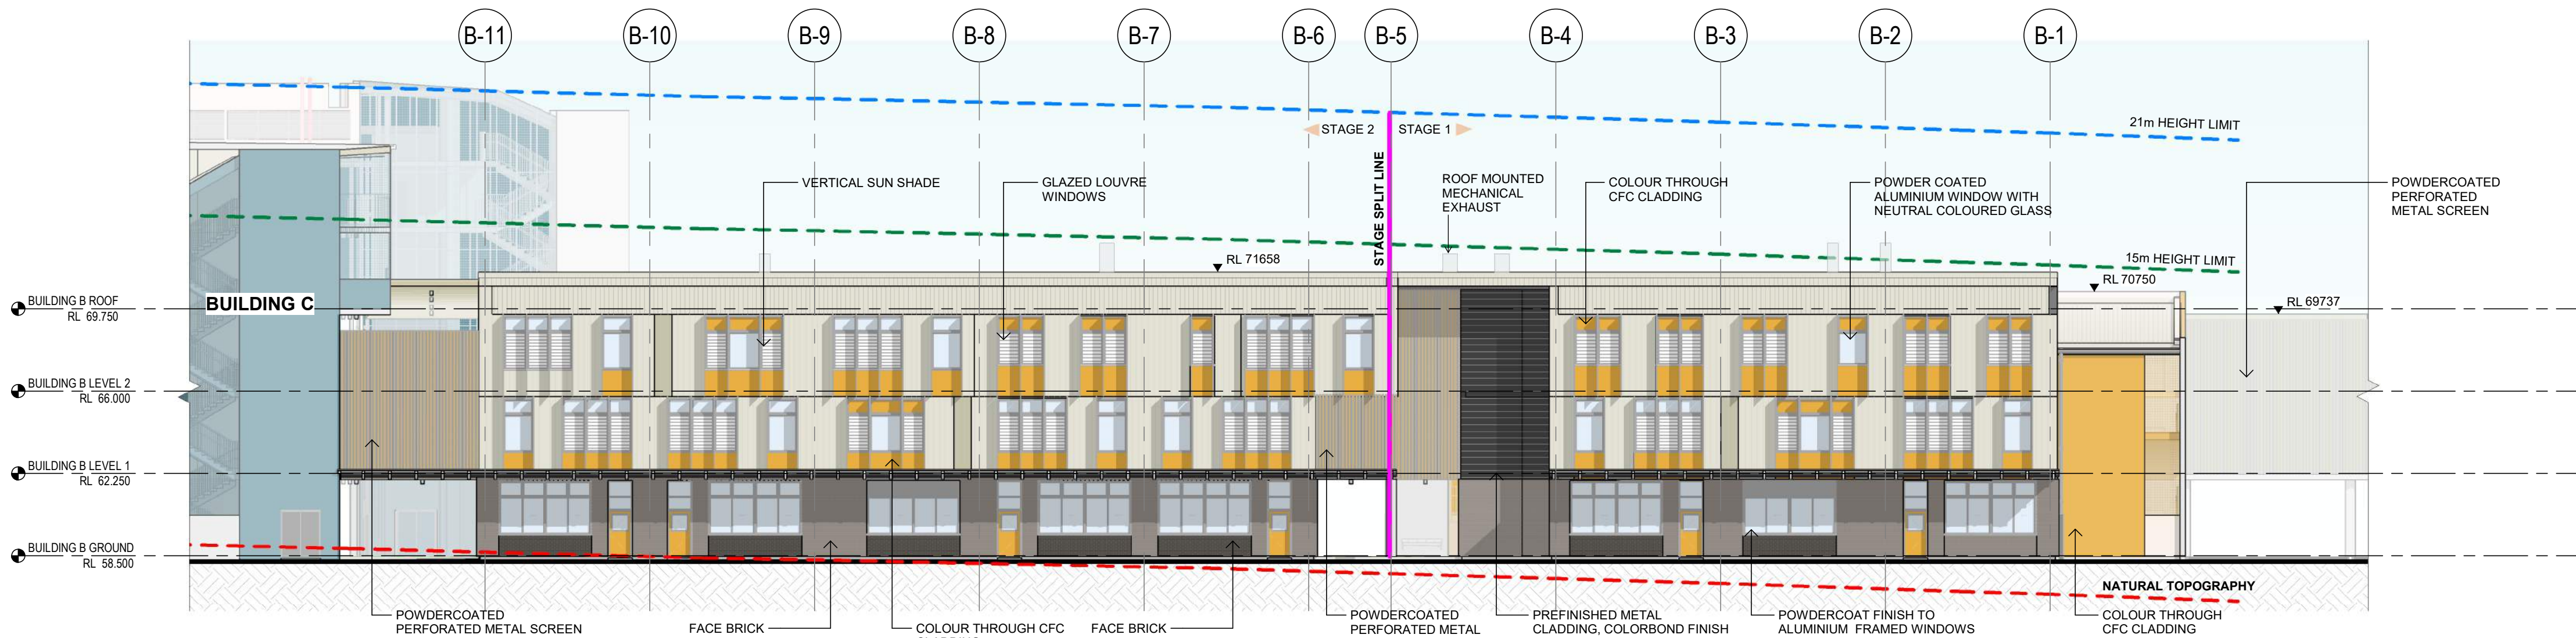 B-11
B-10
B-9
B-8
B-7
B-6
B-5
B-4
B-3
B-2
B-1
21m HEIGHT LIMIT
STAGE 2
STAGE 1
STAGE SPLIT LINE
VERTICAL SUN SHADE
GLAZED LOUVRE
WINDOWS
ROOF MOUNTED
MECHANICAL
EXHAUST
COLOUR THROUGH
CFC CLADDING
POWDER COATED
ALUMINIUM WINDOW WITH
NEUTRAL COLOURED GLASS
POWDERCOATED
PERFORATED
METAL SCREEN
RL 71658
15m HEIGHT LIMIT
RL 70750
RL 69737
BUILDING C
BUILDING B ROOF
RL 69.750
BUILDING B LEVEL 2
RL 66.000
BUILDING B LEVEL 1
RL 62.250
BUILDING B GROUND
RL 58.500
NATURAL TOPOGRAPHY
POWDERCOATED
PERFORATED METAL SCREEN
FACE BRICK
COLOUR THROUGH CFC
FACE BRICK
POWDERCOATED
PERFORATED METAL
PREFINISHED METAL
CLADDING, COLORBOND FINISH
POWDERCOAT FINISH TO
ALUMINIUM FRAMED WINDOWS
COLOUR THROUGH
CFC CLADDING